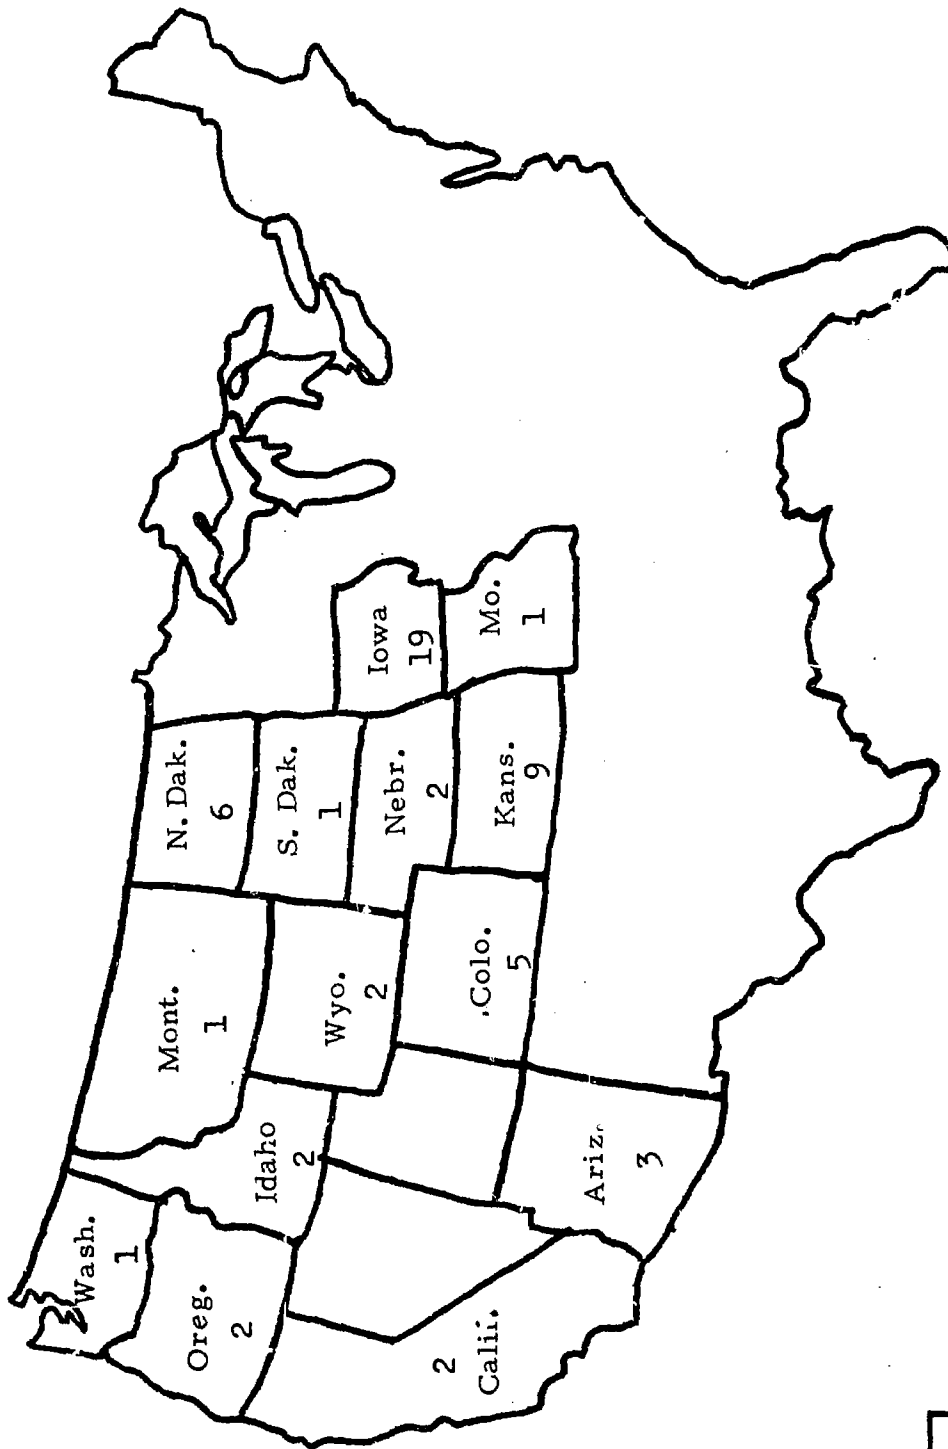 Wash.
1
Oreg.
2
2
Calif.
Idaho
2
Mont.
1
Wyo.
2
Ariz.
3
.Colo.
5
N. Dak.
6
S. Dak.
1
Nebr.
2
Kans.
9
Iowa
19
Mo.
1